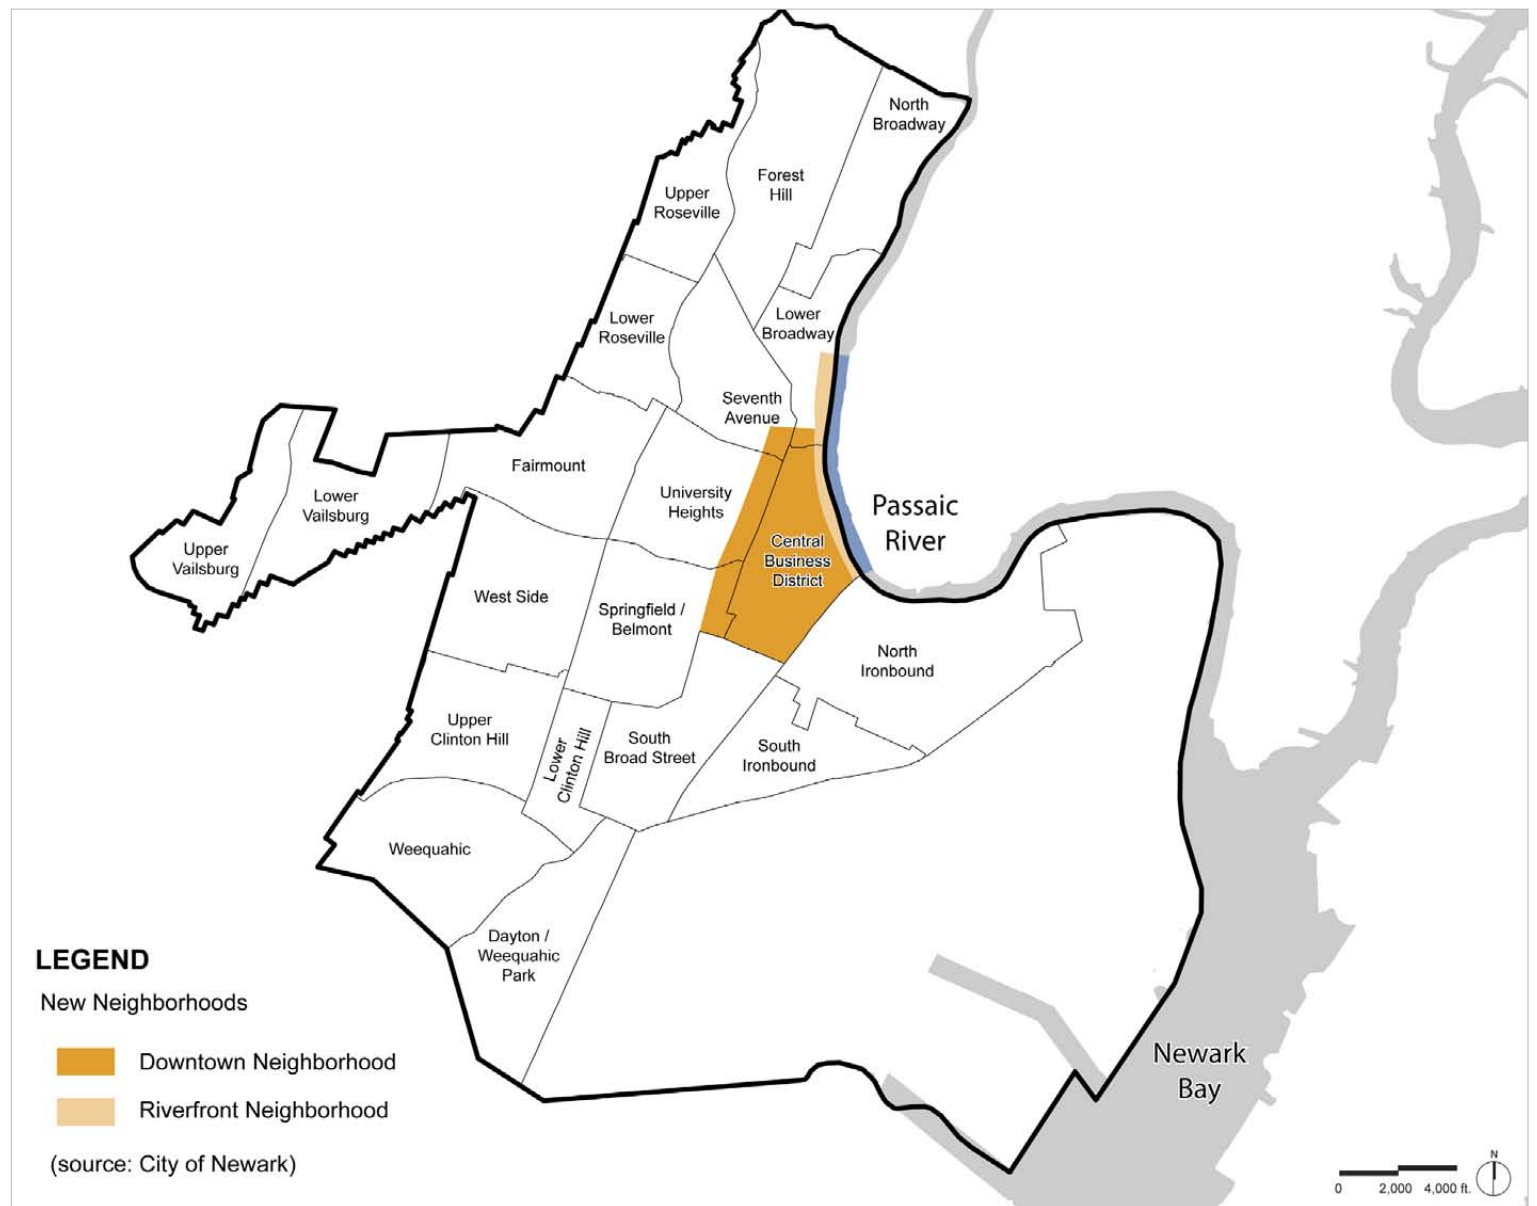 North
Broadway
Forest
Hill
Upper
Roseville
Lower
Roseville
Lower
Broadway
Seventh
Avenue
Fairmount
University
Heights
Lower
Vailsburg
Upper
Vailsburg
Passaic
River
Central
Business
District
West Side
Springfield /
Belmont
North
Ironbound
Upper
Clinton Hill
Lower
Clinton Hill
South
Broad Street
South
Ironbound
Weequahic
Dayton /
Weequahic
Park
Newark
Bay
LEGEND
New Neighborhoods
Downtown Neighborhood
Riverfront Neighborhood
(source: City of Newark)
N
0 2,000 4,000 ft.